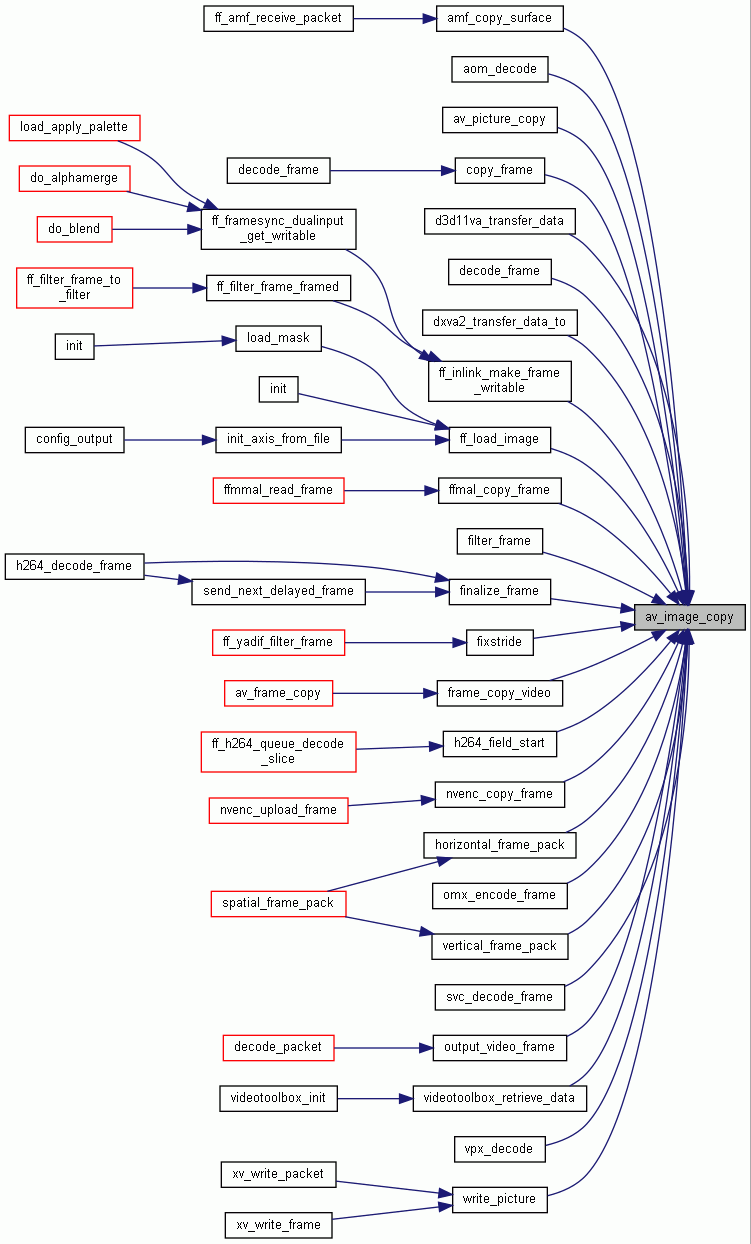 ff_amf_receive_packet
amf_copy_surface
aom_decode
av_picture_copy
load_apply_palette
decode_frame
copy_frame
do_alphamerge
ff_framesync_dualinput
_get_writable
d3d11va_transfer_data
do_blend
decode_frame
ff_filter_frame_to
_filter
ff_filter_frame_framed
dxva2_transfer_data_to
init
load_mask
ff_inlink_make_frame
_writable
init
config_output
init_axis_from_file
ff_load_image
ffmmal_read_frame
ffmal_copy_frame
filter_frame
h264_decode_frame
send_next_delayed_frame
finalize_frame
av_image_copy
ff_yadif_filter_frame
fixstride
av_frame_copy
frame_copy_video
ff_h264_queue_decode
_slice
h264_field_start
nvenc_upload_frame
nvenc_copy_frame
horizontal_frame_pack
spatial_frame_pack
omx_encode_frame
vertical_frame_pack
svc_decode_frame
decode_packet
output_video_frame
videotoolbox_init
videotoolbox_retrieve_data
vpx_decode
xv_write_packet
write_picture
xv_write_frame